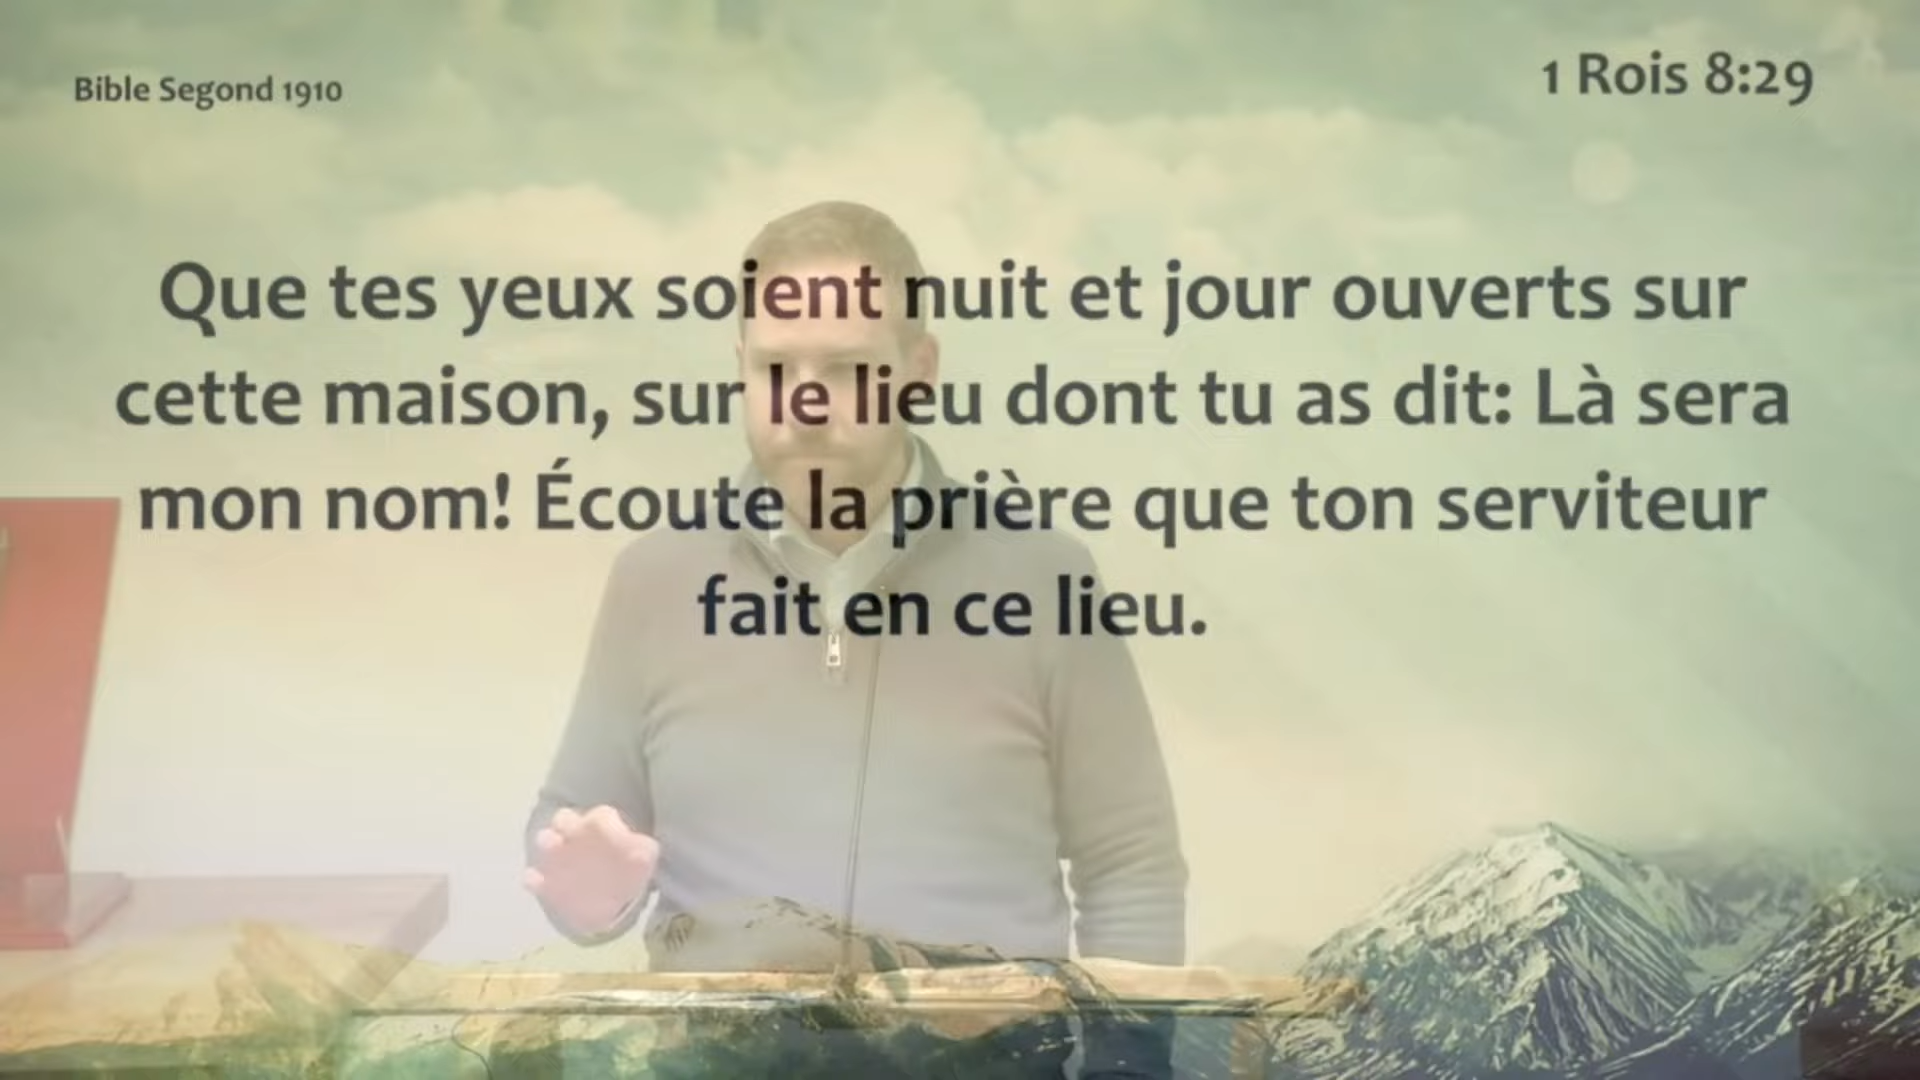 Bible Segond 1910
1 Rois 8:29
Que tes yeux soient nuit et jour ouverts sur
cette maison, sur le lieu dont tu as dit: Là sera
mon nom! Écoute la prière que ton serviteur
fait en ce lieu.